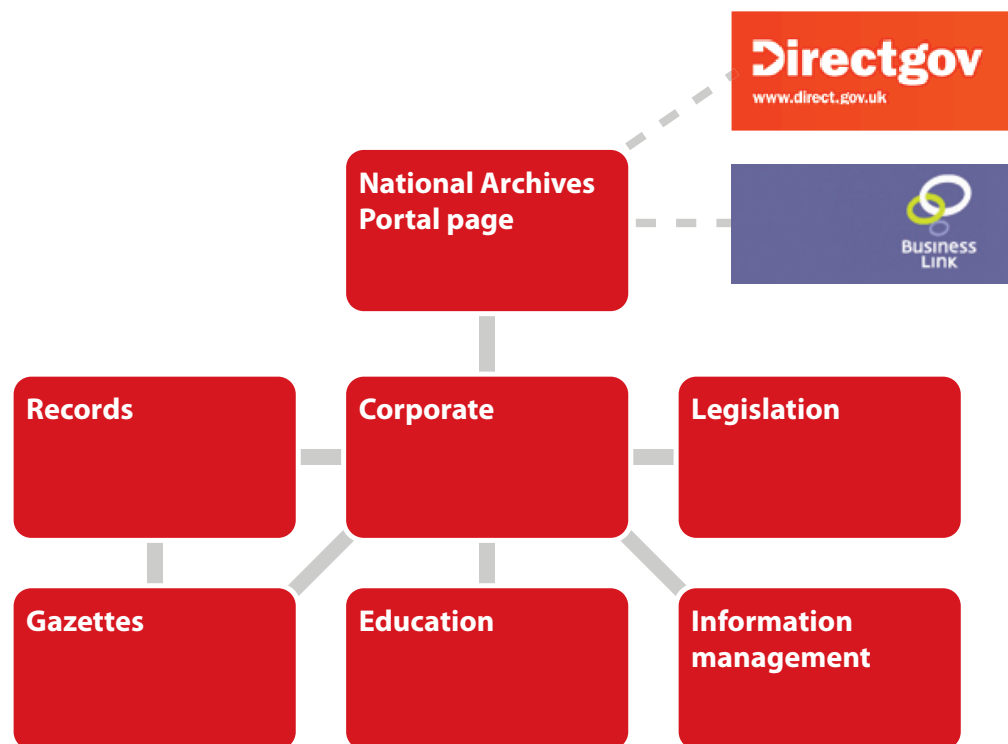 Directgov
www.direct.gov.uk
National Archives
Portal page
Business
Link
Records
Corporate
Legislation
Gazettes
Education
Information
management